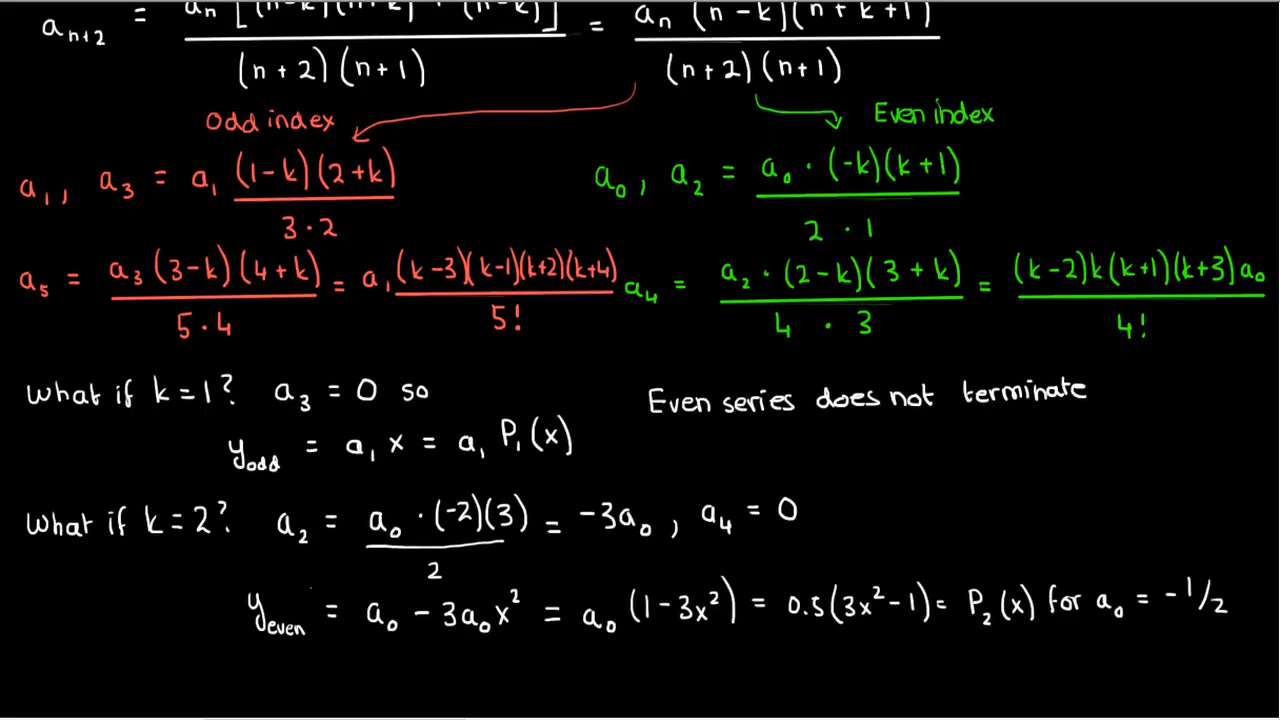 a_{n+2} = a_n [(n-k)(n+k) + (n-k)] / (n+2)(n+1) = a_n (n-k)(n+k+1) / (n+2)(n+1)
Odd index
Even index
a_1, a_3 = a_1 (1-k)(2+k) / 3·2
a_0, a_2 = a_0 · (-k)(k+1) / 2 · 1
a_5 = a_3 (3-k)(4+k) / 5·4 = a_1 (k-3)(k-1)(k+2)(k+4) / 5!
a_4 = a_2 · (2-k)(3+k) / 4 · 3 = (k-2)k(k+1)(k+3)a_0 / 4!
What if k=1? a_3 = 0 so
Even series does not terminate
y_odd = a_1 x = a_1 P_1(x)
What if k=2? a_2 = a_0 · (-2)(3) / 2 = -3a_0, a_4 = 0
y_even = a_0 - 3a_0x^2 = a_0 (1-3x^2) = 0.5(3x^2-1) = P_2(x) for a_0 = -1/2